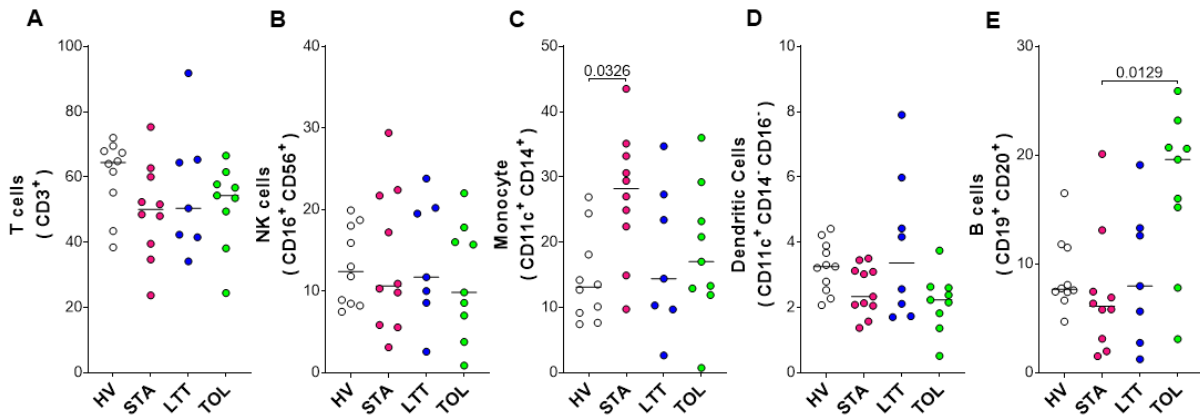 A
B
C
D
E
T cells
( CD3⁺)
100
80
60
40
20
0
HV
STA
LTT
TOL
NK cells
( CD16⁺ CD56⁺)
40
30
20
10
0
HV
STA
LTT
TOL
Monocyte
( CD11c⁺ CD14⁺)
50
40
30
20
10
0
0.0326
HV
STA
LTT
TOL
Dendritic Cells
( CD11c⁺ CD14⁻ CD16⁻)
10
8
6
4
2
0
HV
STA
LTT
TOL
B cells
( CD19⁺ CD20⁺)
30
20
10
0
0.0129
HV
STA
LTT
TOL